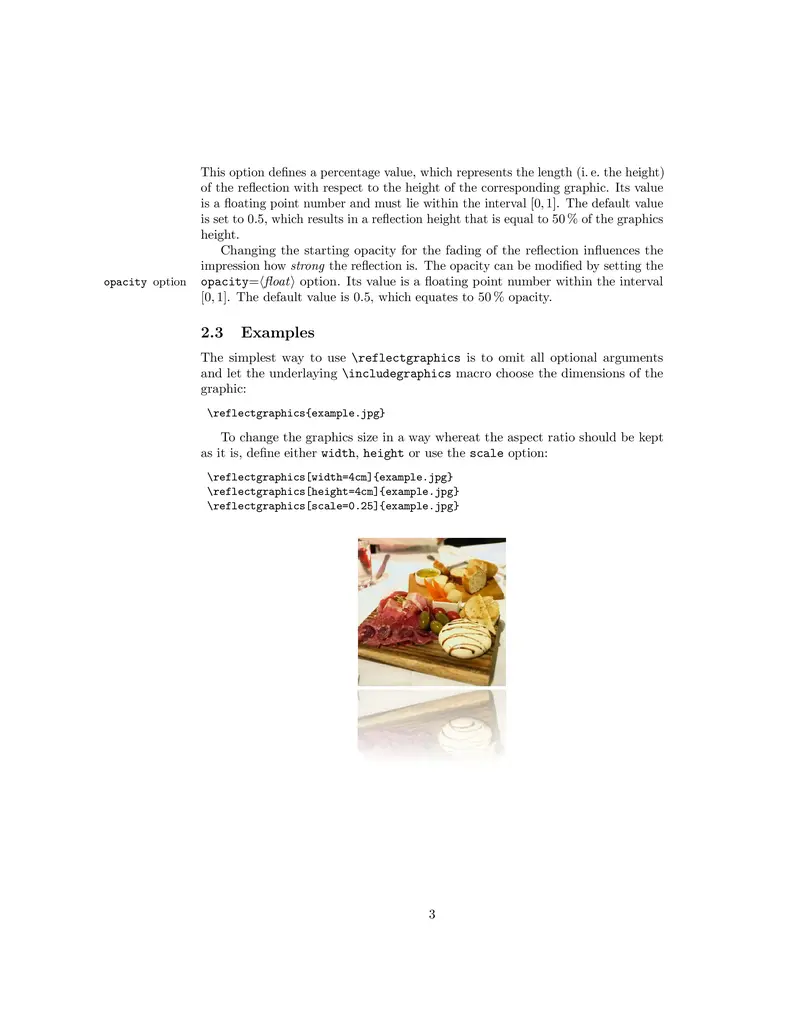 This option defines a percentage value, which represents the length (i. e. the height)
of the reflection with respect to the height of the corresponding graphic. Its value
is a floating point number and must lie within the interval [0, 1]. The default value
is set to 0.5, which results in a reflection height that is equal to 50 % of the graphics
height.
Changing the starting opacity for the fading of the reflection influences the
impression how strong the reflection is. The opacity can be modified by setting the
opacity option
opacity=⟨float⟩ option. Its value is a floating point number within the interval
[0, 1]. The default value is 0.5, which equates to 50 % opacity.
2.3 Examples
The simplest way to use \reflectgraphics is to omit all optional arguments
and let the underlaying \includegraphics macro choose the dimensions of the
graphic:
\reflectgraphics{example.jpg}
To change the graphics size in a way whereat the aspect ratio should be kept
as it is, define either width, height or use the scale option:
\reflectgraphics[width=4cm]{example.jpg}
\reflectgraphics[height=4cm]{example.jpg}
\reflectgraphics[scale=0.25]{example.jpg}
3